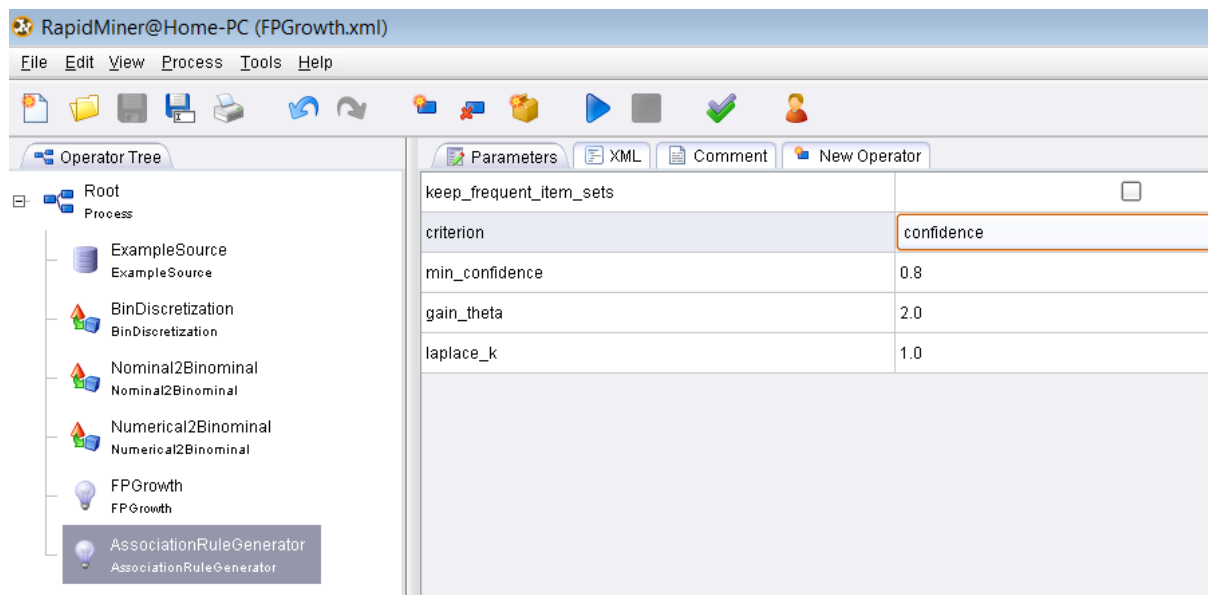 RapidMiner@Home-PC (FPGrowth.xml)
File Edit View Process Tools Help
Operator Tree
Parameters XML Comment New Operator
Root
Process
ExampleSource
ExampleSource
BinDiscretization
BinDiscretization
Nominal2Binominal
Nominal2Binominal
Numerical2Binominal
Numerical2Binominal
FPGrowth
FPGrowth
AssociationRuleGenerator
AssociationRuleGenerator
keep_frequent_item_sets
criterion confidence
min_confidence 0.8
gain_theta 2.0
laplace_k 1.0